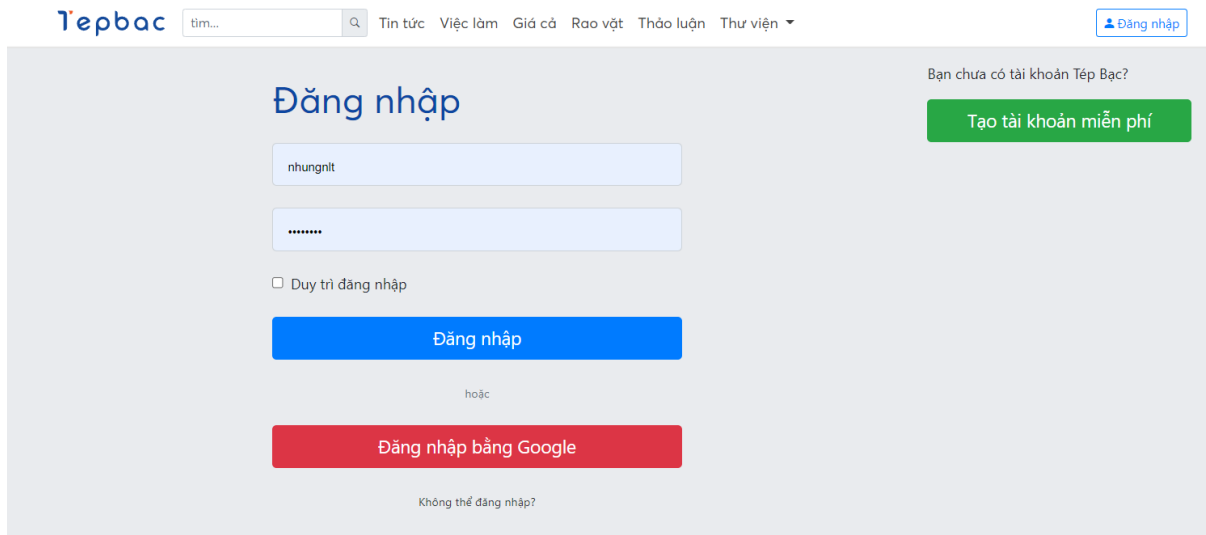 Tepbac tìm... Tin tức Việc làm Giá cả Rao vặt Thảo luận Thư viện Đăng nhập
Bạn chưa có tài khoản Tép Bạc?
Tạo tài khoản miễn phí
Đăng nhập
nhungnlt
••••••••
Duy trì đăng nhập
Đăng nhập
hoặc
Đăng nhập bằng Google
Không thể đăng nhập?